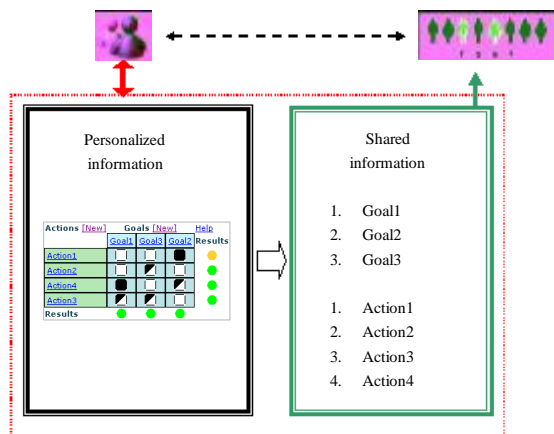 Personalized
information
Actions [New] Goals [New] Help
Goal1 Goal3 Goal2 Results
Action1
Action2
Action4
Action3
Results
Shared
information
1. Goal1
2. Goal2
3. Goal3
1. Action1
2. Action2
3. Action3
4. Action4